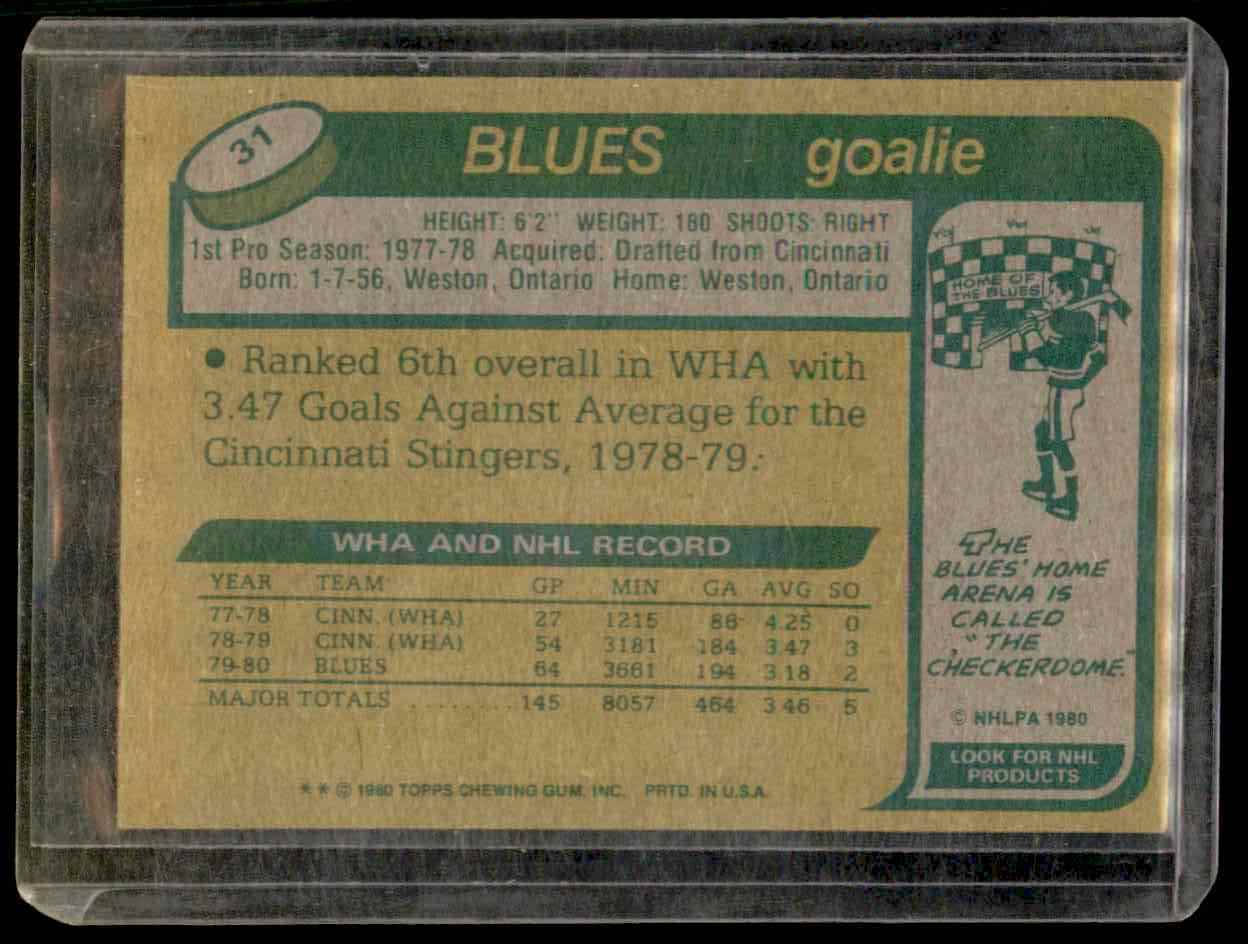 31
BLUES goalie
HEIGHT: 6'2" WEIGHT: 180 SHOOTS: RIGHT
1st Pro Season: 1977-78 Acquired: Drafted from Cincinnati
Born: 1-7-56, Weston, Ontario Home: Weston, Ontario
• Ranked 6th overall in WHA with
3.47 Goals Against Average for the
Cincinnati Stingers, 1978-79.
WHA AND NHL RECORD
YEAR TEAM GP MIN GA AVG SO
77-78 CINN. (WHA) 27 1215 86 4.25 0
78-79 CINN. (WHA) 54 3181 184 3.47 3
79-80 BLUES 64 3661 194 3.18 2
MAJOR TOTALS ......... 145 8057 464 3.46 5
* * © 1980 TOPPS CHEWING GUM, INC. PRTD. IN U.S.A.
HOME OF
THE BLUES
THE
BLUES' HOME
ARENA IS
CALLED
"THE
CHECKERDOME."
© NHLPA 1980
LOOK FOR NHL
PRODUCTS